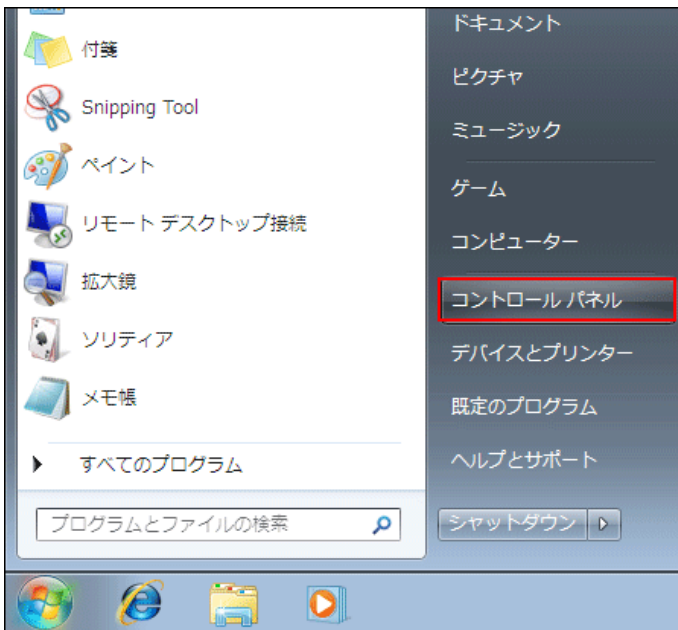 付箋
Snipping Tool
ペイント
リモート デスクトップ接続
拡大鏡
ソリティア
メモ帳
すべてのプログラム
プログラムとファイルの検索
ドキュメント
ピクチャ
ミュージック
ゲーム
コンピューター
コントロール パネル
デバイスとプリンター
既定のプログラム
ヘルプとサポート
シャットダウン